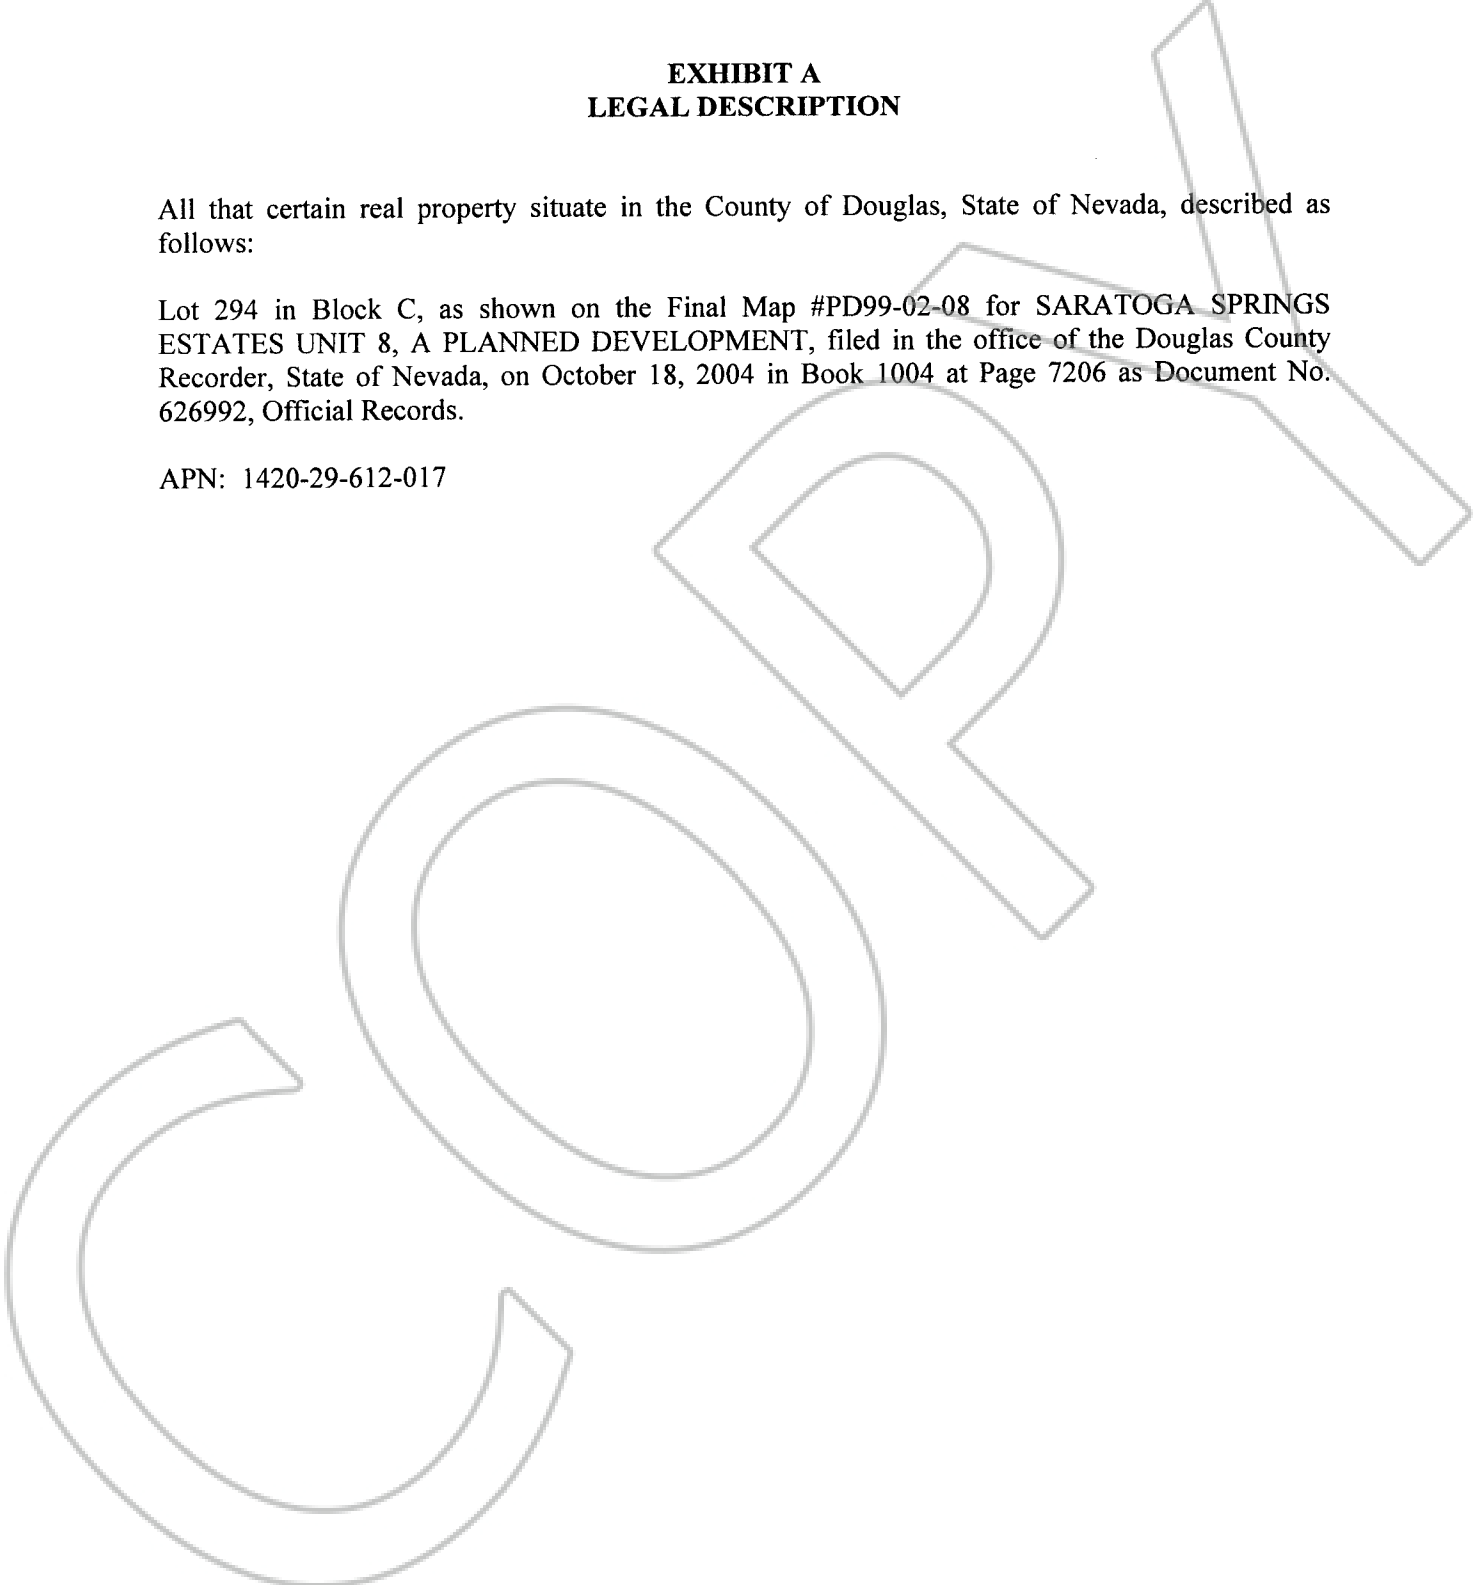 EXHIBIT A
LEGAL DESCRIPTION
All that certain real property situate in the County of Douglas, State of Nevada, described as
follows:
Lot 294 in Block C, as shown on the Final Map #PD99-02-08 for SARATOGA SPRINGS
ESTATES UNIT 8, A PLANNED DEVELOPMENT, filed in the office of the Douglas County
Recorder, State of Nevada, on October 18, 2004 in Book 1004 at Page 7206 as Document No.
626992, Official Records.
APN: 1420-29-612-017
COPY